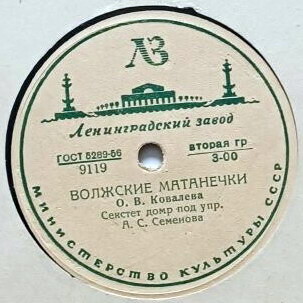 ЛЗ
Ленинградский завод
ГОСТ 5289-56
9119
вторая гр
3-00
ВОЛЖСКИЕ МАТАНЕЧКИ
О. В. Ковалева
Секстет домр под упр.
А. С. Семенова
МИНИСТЕРСТВО КУЛЬТУРЫ СССР